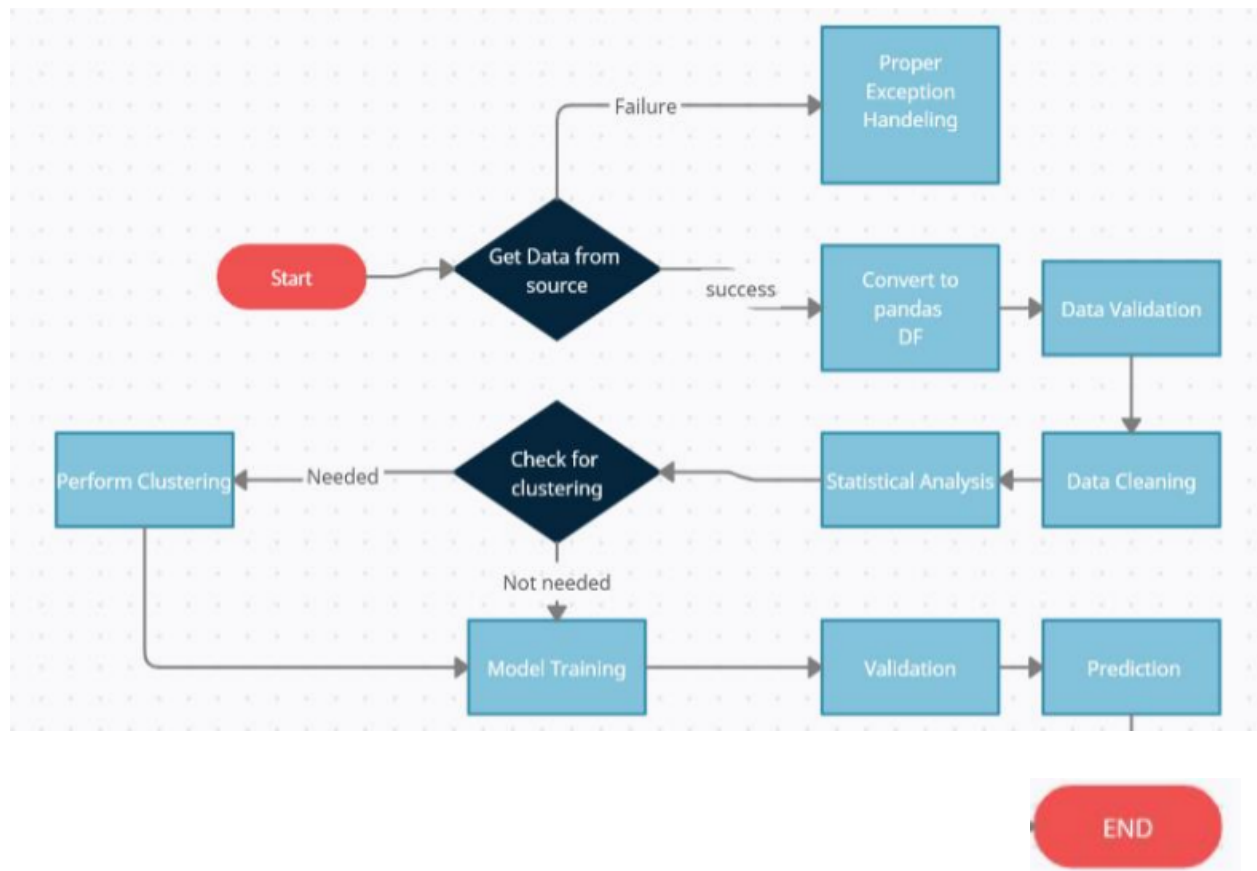 Proper
Exception
Handeling
Failure
Start
Get Data from
source
success
Convert to
pandas
DF
Data Validation
Perform Clustering
Needed
Check for
clustering
Statistical Analysis
Data Cleaning
Not needed
Model Training
Validation
Prediction
END